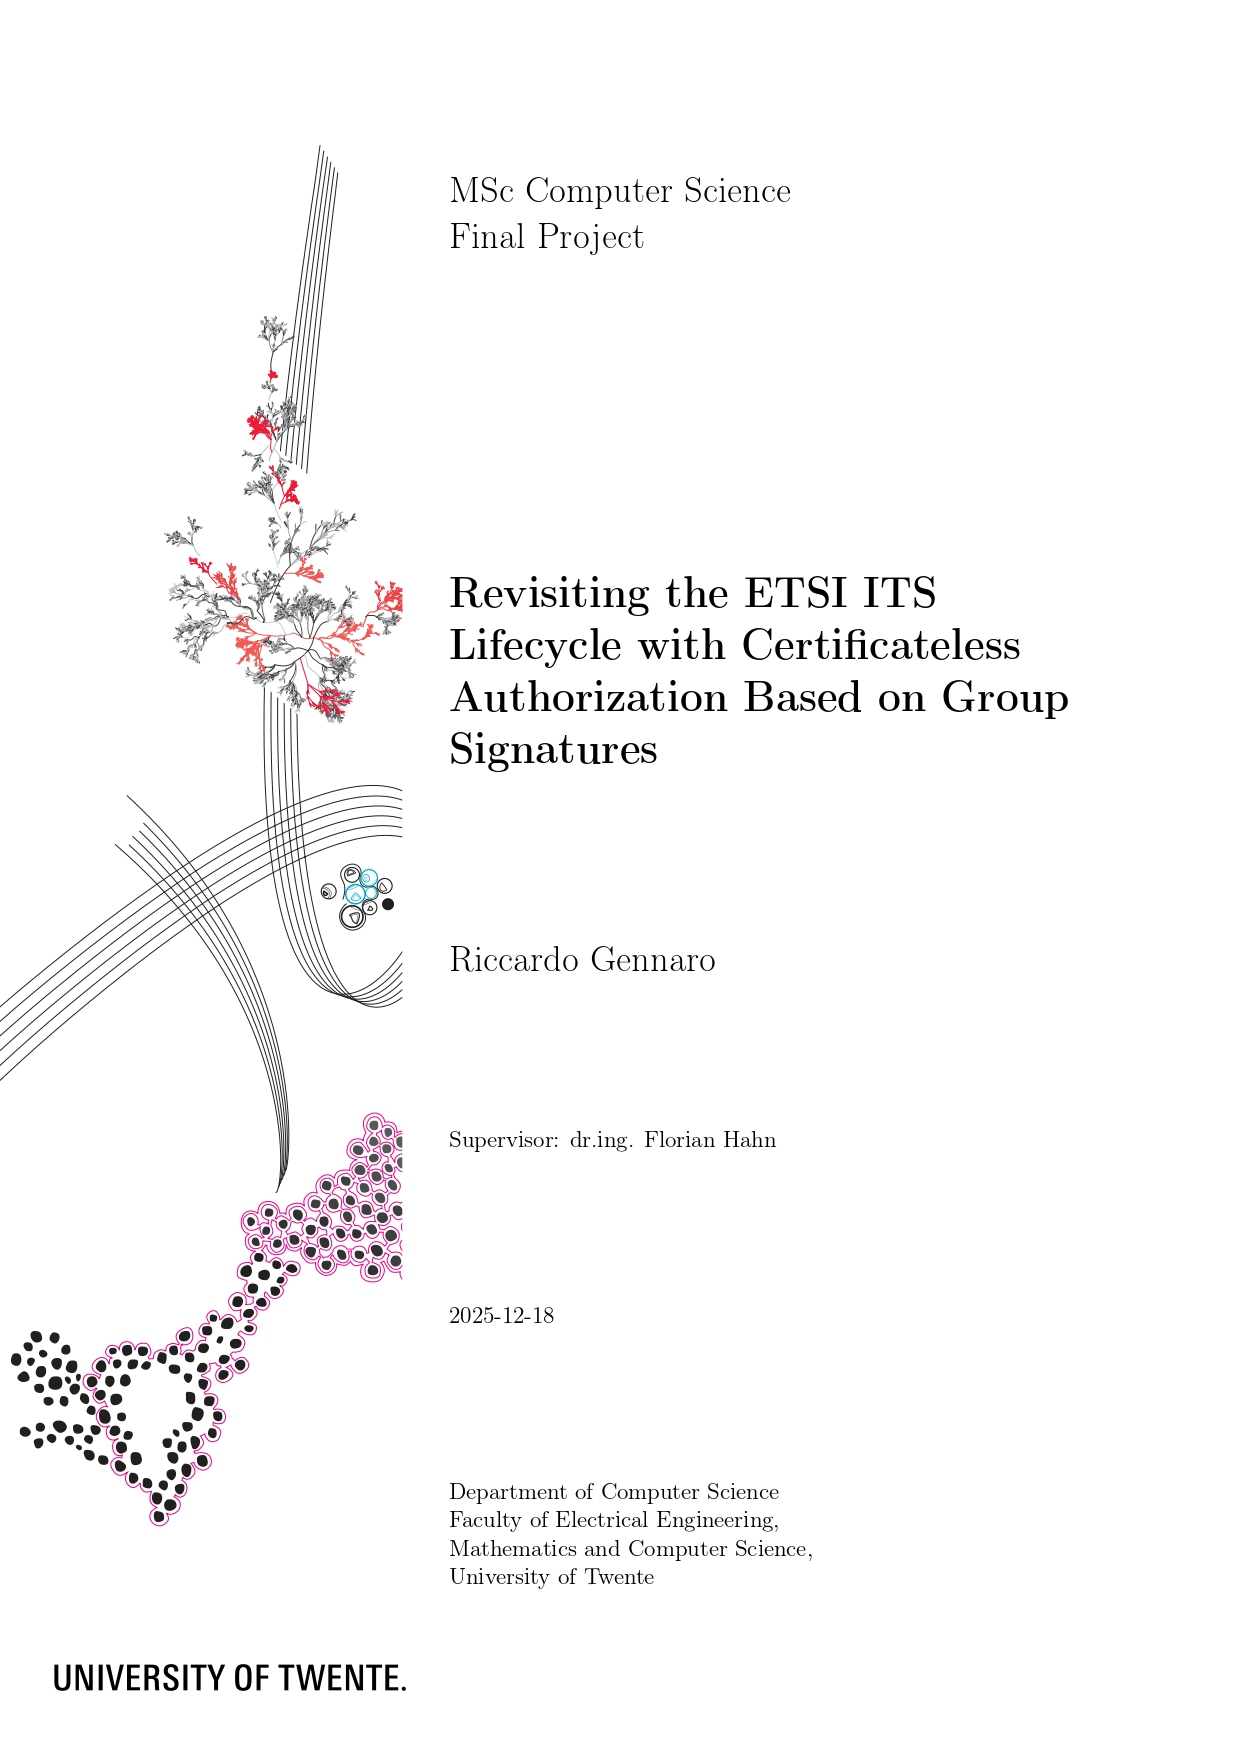 MSc Computer Science
Final Project
Revisiting the ETSI ITS
Lifecycle with Certificateless
Authorization Based on Group
Signatures
Riccardo Gennaro
Supervisor: dr.ing. Florian Hahn
2025-12-18
Department of Computer Science
Faculty of Electrical Engineering,
Mathematics and Computer Science,
University of Twente
UNIVERSITY OF TWENTE.